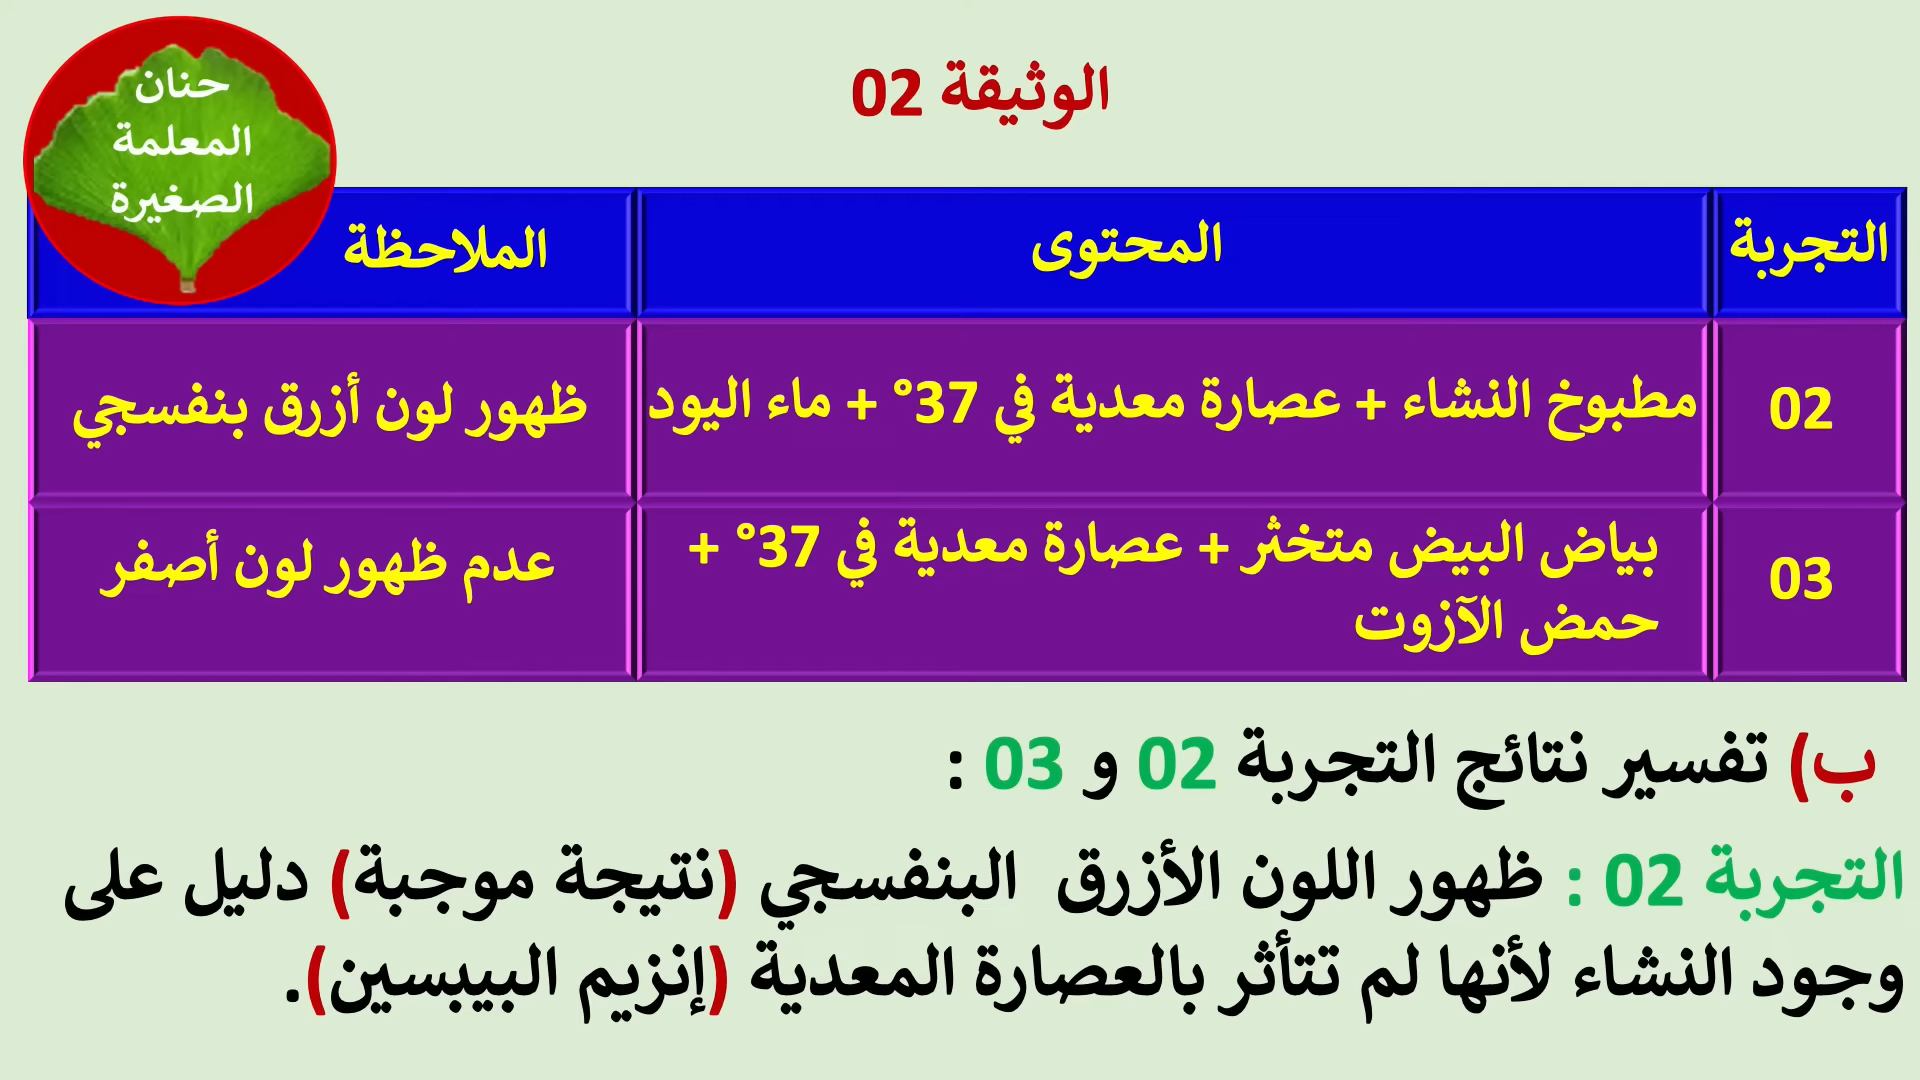 حنان
المعلمة
الصغيرة
الوثيقة 02
التجربة المحتوى الملاحظة
02 مطبوخ النشاء + عصارة معدية في 37° + ماء اليود ظهور لون أزرق بنفسجي
03 بياض البيض متخثر + عصارة معدية في 37° + عدم ظهور لون أصفر
حمض الآزوت
ب) تفسير نتائج التجربة 02 و 03 :
التجربة 02 : ظهور اللون الأزرق البنفسجي (نتيجة موجبة) دليل على
وجود النشاء لأنها لم تتأثر بالعصارة المعدية (إنزيم البيبسين).